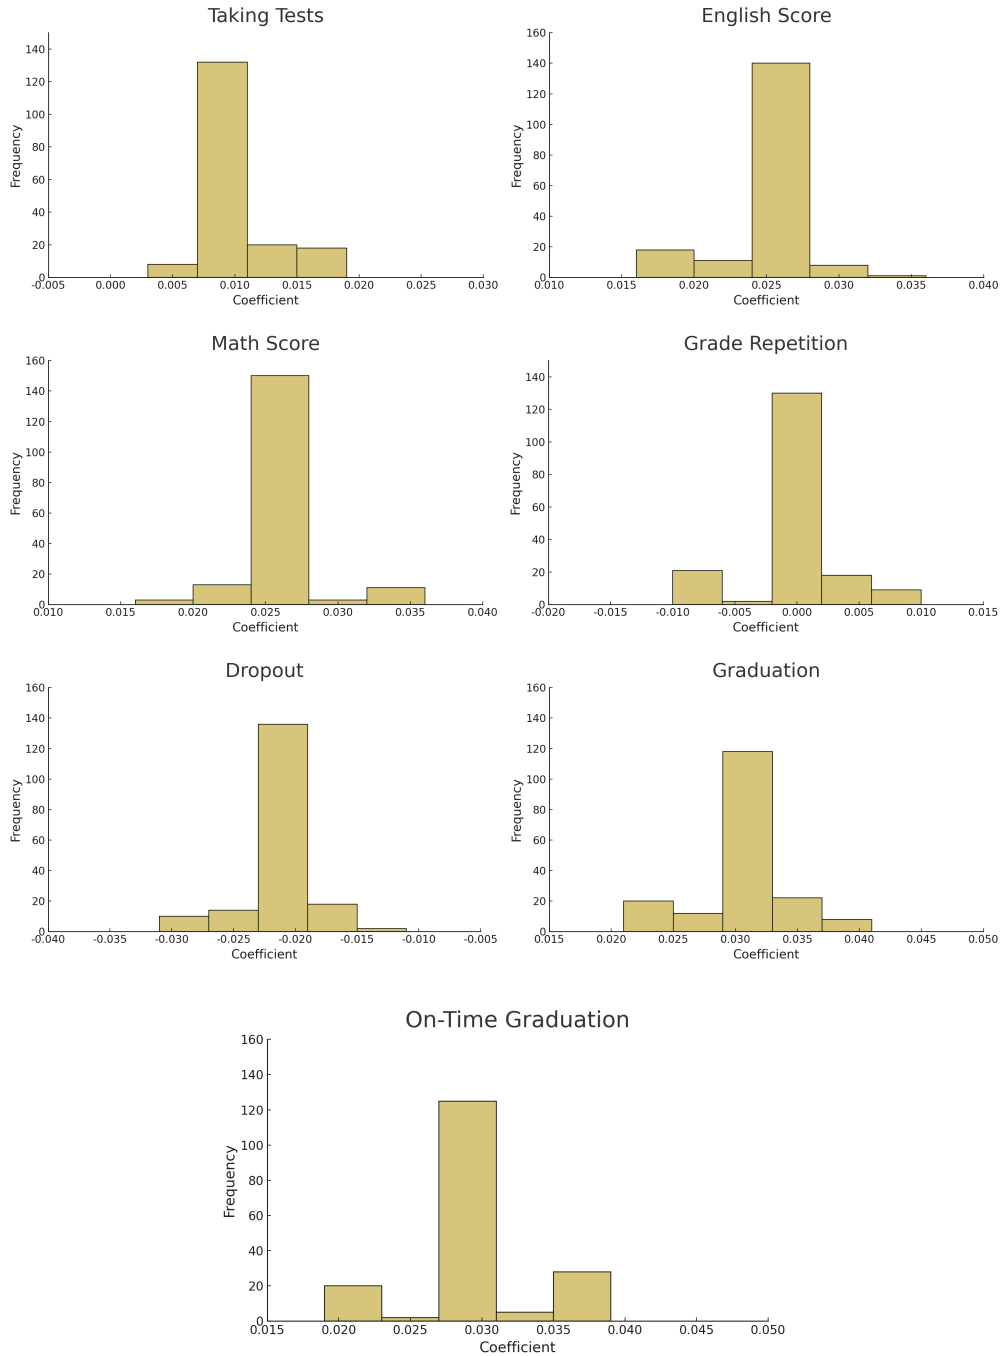 Taking Tests
140
120
100
80
60
40
20
0
Frequency
-0.005 0.000 0.005 0.010 0.015 0.020 0.025 0.030
Coefficient
English Score
160
140
120
100
80
60
40
20
0
Frequency
0.010 0.015 0.020 0.025 0.030 0.035 0.040
Coefficient
Math Score
160
140
120
100
80
60
40
20
0
Frequency
0.010 0.015 0.020 0.025 0.030 0.035 0.040
Coefficient
Grade Repetition
140
120
100
80
60
40
20
0
Frequency
-0.020 -0.015 -0.010 -0.005 0.000 0.005 0.010 0.015
Coefficient
Dropout
160
140
120
100
80
60
40
20
0
Frequency
-0.040 -0.035 -0.030 -0.025 -0.020 -0.015 -0.010 -0.005
Coefficient
Graduation
160
140
120
100
80
60
40
20
0
Frequency
0.015 0.020 0.025 0.030 0.035 0.040 0.045 0.050
Coefficient
On-Time Graduation
160
140
120
100
80
60
40
20
0
Frequency
0.015 0.020 0.025 0.030 0.035 0.040 0.045 0.050
Coefficient